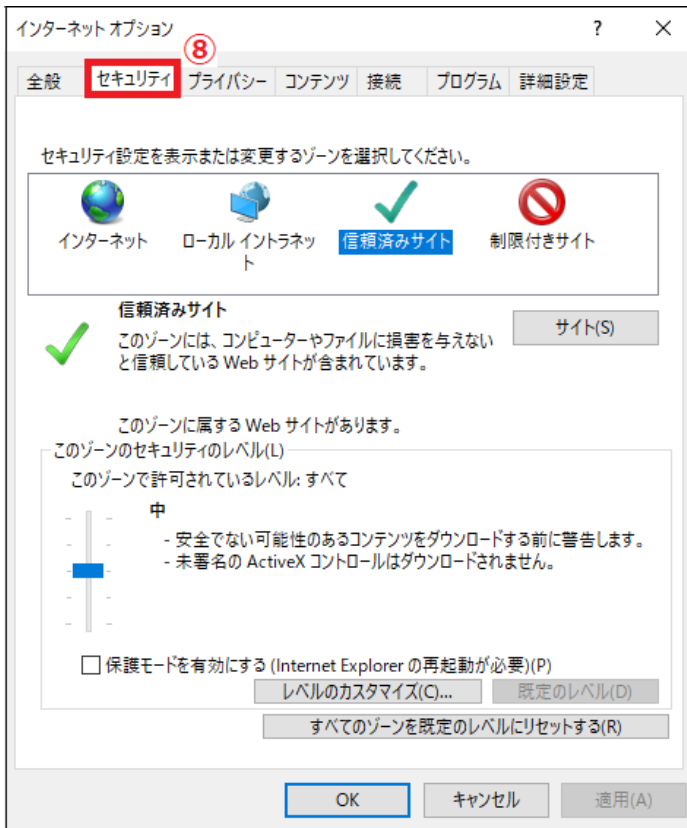 インターネット オプション
?
×
⑧
全般 セキュリティ プライバシー コンテンツ 接続 プログラム 詳細設定
セキュリティ設定を表示または変更するゾーンを選択してください。
インターネット
ローカル イントラネッ
ト
信頼済みサイト
制限付きサイト
信頼済みサイト
このゾーンには、コンピューターやファイルに損害を与えない
と信頼している Web サイトが含まれています。
サイト(S)
このゾーンに属する Web サイトがあります。
このゾーンのセキュリティのレベル(L)
このゾーンで許可されているレベル: すべて
中
- 安全でない可能性のあるコンテンツをダウンロードする前に警告します。
- 未署名の ActiveX コントロールはダウンロードされません。
保護モードを有効にする (Internet Explorer の再起動が必要)(P)
レベルのカスタマイズ(C)... 既定のレベル(D)
すべてのゾーンを既定のレベルにリセットする(R)
OK キャンセル 適用(A)